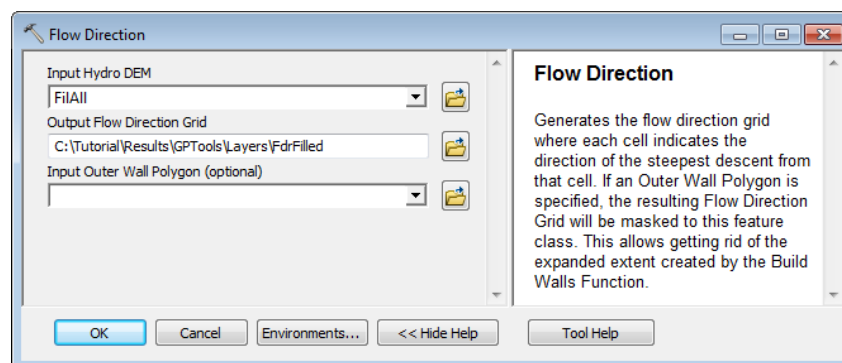 Flow Direction
Input Hydro DEM
FilAll
Output Flow Direction Grid
C:\Tutorial\Results\GPTools\Layers\FdrFilled
Input Outer Wall Polygon (optional)
Flow Direction
Generates the flow direction grid
where each cell indicates the
direction of the steepest descent from
that cell. If an Outer Wall Polygon is
specified, the resulting Flow Direction
Grid will be masked to this feature
class. This allows getting rid of the
expanded extent created by the Build
Walls Function.
OK
Cancel
Environments...
<< Hide Help
Tool Help